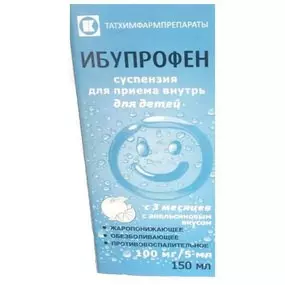 ТАТХИМФАРМПРЕПАРАТЫ
ИБУПРОФЕН
суспензия
для приема внутрь
для детей
с 3 месяцев
с апельсиновым
вкусом
ЖАРОПОНИЖАЮЩЕЕ
ОБЕЗБОЛИВАЮЩЕЕ
ПРОТИВОВОСПАЛИТЕЛЬНОЕ
100 мг/5 мл
150 мл